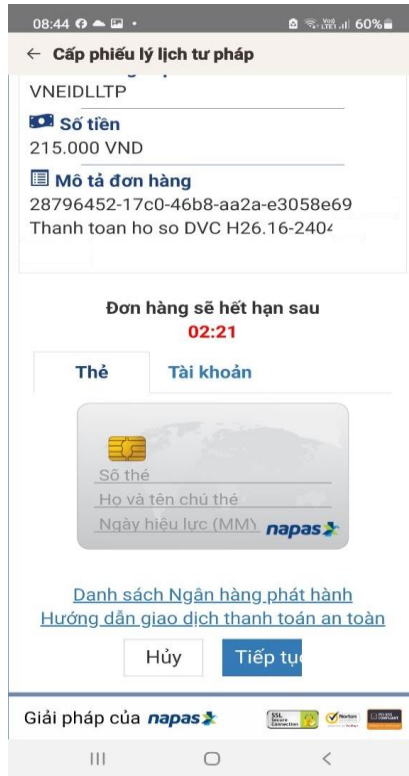 08:44 60%
Cấp phiếu lý lịch tư pháp
VNEIDLLTP
Số tiền
215.000 VND
Mô tả đơn hàng
28796452-17c0-46b8-aa2a-e3058e69
Thanh toan ho so DVC H26.16-2404
Đơn hàng sẽ hết hạn sau
02:21
Thẻ Tài khoản
Số thẻ
Họ và tên chủ thẻ
Ngày hiệu lực (MM\
napas
Danh sách Ngân hàng phát hành
Hướng dẫn giao dịch thanh toán an toàn
Hủy Tiếp tục
Giải pháp của napas SSL Secure Connection Norton